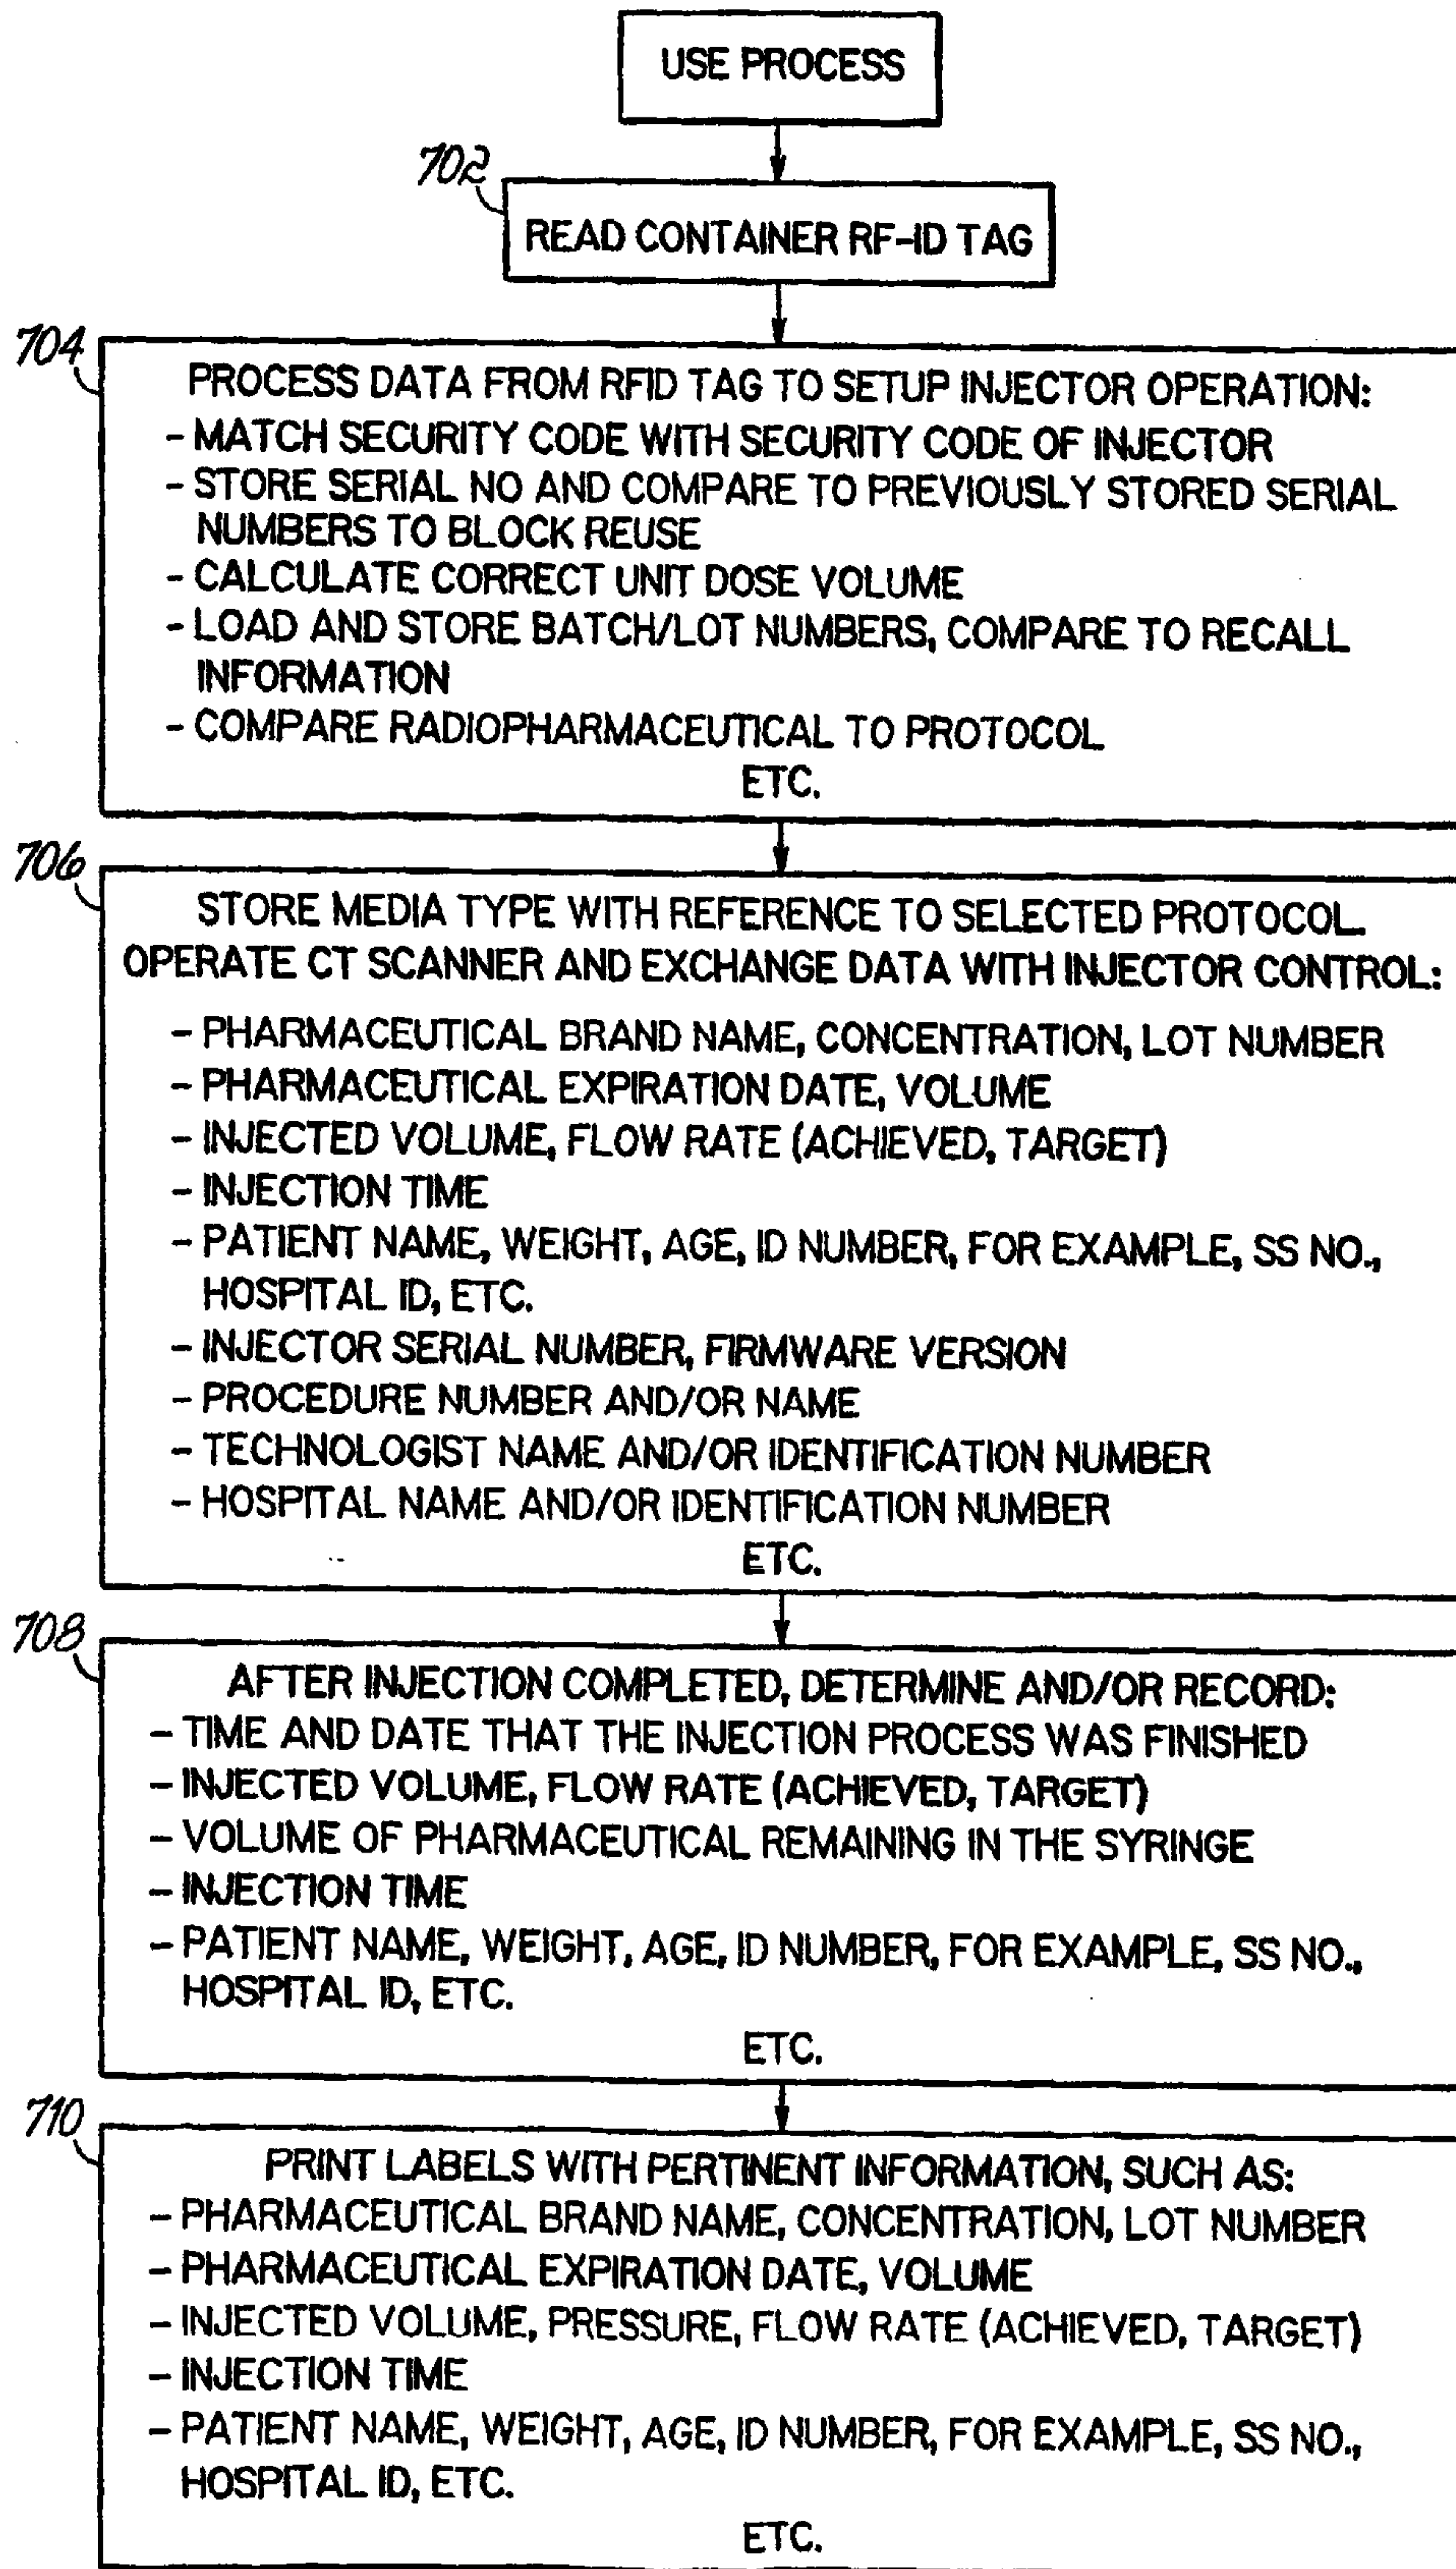 USE PROCESS
702
READ CONTAINER RF-ID TAG
704
PROCESS DATA FROM RFID TAG TO SETUP INJECTOR OPERATION:
- MATCH SECURITY CODE WITH SECURITY CODE OF INJECTOR
- STORE SERIAL NO AND COMPARE TO PREVIOUSLY STORED SERIAL
NUMBERS TO BLOCK REUSE
- CALCULATE CORRECT UNIT DOSE VOLUME
- LOAD AND STORE BATCH/LOT NUMBERS, COMPARE TO RECALL
INFORMATION
- COMPARE RADIOPHARMACEUTICAL TO PROTOCOL
ETC.
706
STORE MEDIA TYPE WITH REFERENCE TO SELECTED PROTOCOL.
OPERATE CT SCANNER AND EXCHANGE DATA WITH INJECTOR CONTROL:
- PHARMACEUTICAL BRAND NAME, CONCENTRATION, LOT NUMBER
- PHARMACEUTICAL EXPIRATION DATE, VOLUME
- INJECTED VOLUME, FLOW RATE (ACHIEVED, TARGET)
- INJECTION TIME
- PATIENT NAME, WEIGHT, AGE, ID NUMBER, FOR EXAMPLE, SS NO.,
HOSPITAL ID, ETC.
- INJECTOR SERIAL NUMBER, FIRMWARE VERSION
- PROCEDURE NUMBER AND/OR NAME
- TECHNOLOGIST NAME AND/OR IDENTIFICATION NUMBER
- HOSPITAL NAME AND/OR IDENTIFICATION NUMBER
ETC.
708
AFTER INJECTION COMPLETED, DETERMINE AND/OR RECORD:
- TIME AND DATE THAT THE INJECTION PROCESS WAS FINISHED
- INJECTED VOLUME, FLOW RATE (ACHIEVED, TARGET)
- VOLUME OF PHARMACEUTICAL REMAINING IN THE SYRINGE
- INJECTION TIME
- PATIENT NAME, WEIGHT, AGE, ID NUMBER, FOR EXAMPLE, SS NO.,
HOSPITAL ID, ETC.
ETC.
710
PRINT LABELS WITH PERTINENT INFORMATION, SUCH AS:
- PHARMACEUTICAL BRAND NAME, CONCENTRATION, LOT NUMBER
- PHARMACEUTICAL EXPIRATION DATE, VOLUME
- INJECTED VOLUME, PRESSURE, FLOW RATE (ACHIEVED, TARGET)
- INJECTION TIME
- PATIENT NAME, WEIGHT, AGE, ID NUMBER, FOR EXAMPLE, SS NO.,
HOSPITAL ID, ETC.
ETC.